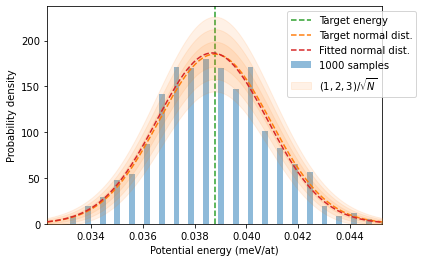 Target energy
Target normal dist.
Fitted normal dist.
1000 samples
(1, 2, 3)/√N
200
150
100
50
0
Probability density
0.034 0.036 0.038 0.040 0.042 0.044
Potential energy (meV/at)